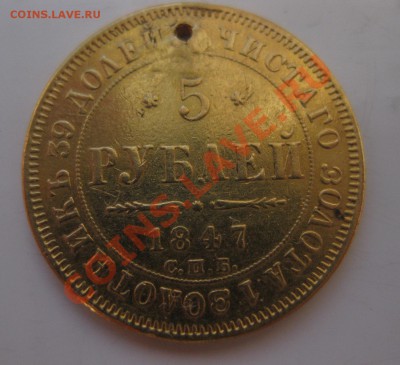 COINS.LAVE.RU
ЧИСТАГО ЗОЛОТА 1 ЗОЛОТНИКЪ 39 ДОЛЕЙ
5
РУБЛЕЙ
1847
С.П.Б.
COINS.LAVE.RU